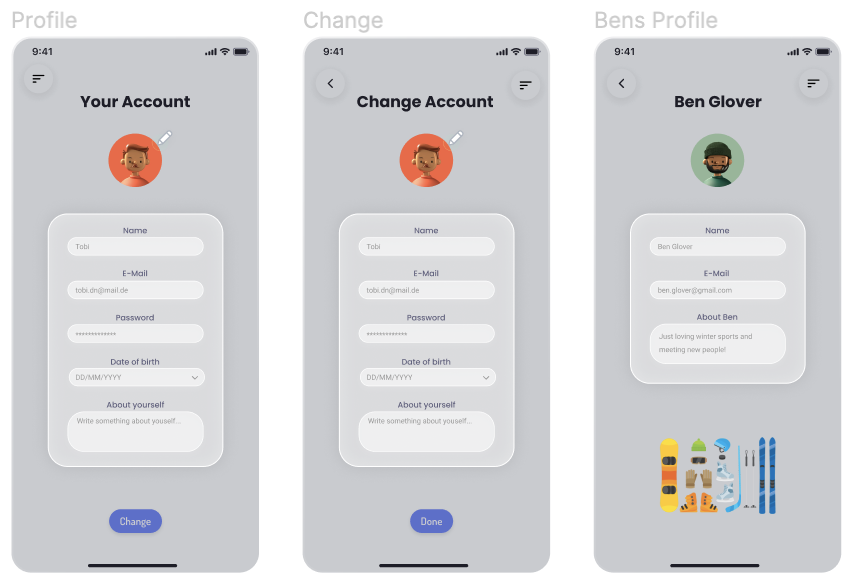 Profile
9:41
Your Account
Name
Tobi
E-Mail
tobi.dn@mail.de
Password
*************
Date of birth
DD/MM/YYYY
About yourself
Write something about youself...
Change
Change
9:41
Change Account
Name
Tobi
E-Mail
tobi.dn@mail.de
Password
*************
Date of birth
DD/MM/YYYY
About yourself
Write something about youself...
Done
Bens Profile
9:41
Ben Glover
Name
Ben Glover
E-Mail
ben.glover@gmail.com
About Ben
Just loving winter sports and
meeting new people!